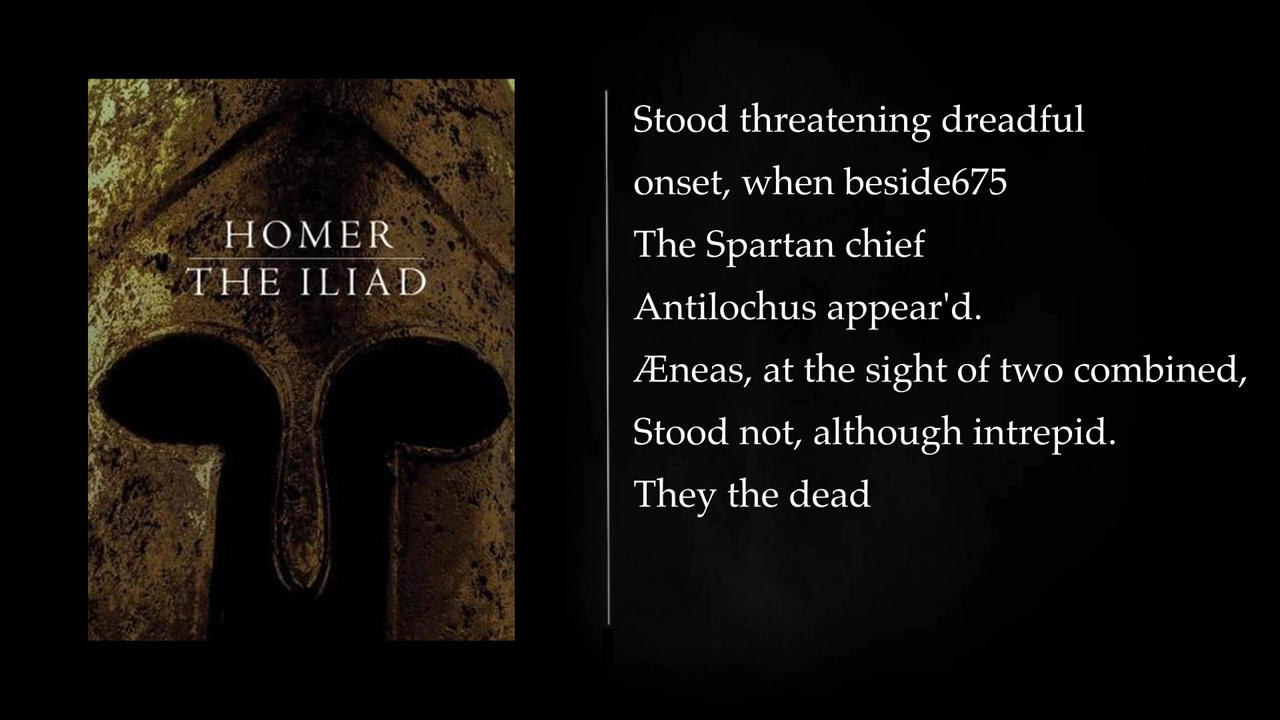 HOMER
THE ILIAD
Stood threatening dreadful
onset, when beside675
The Spartan chief
Antilochus appear'd.
Æneas, at the sight of two combined,
Stood not, although intrepid.
They the dead